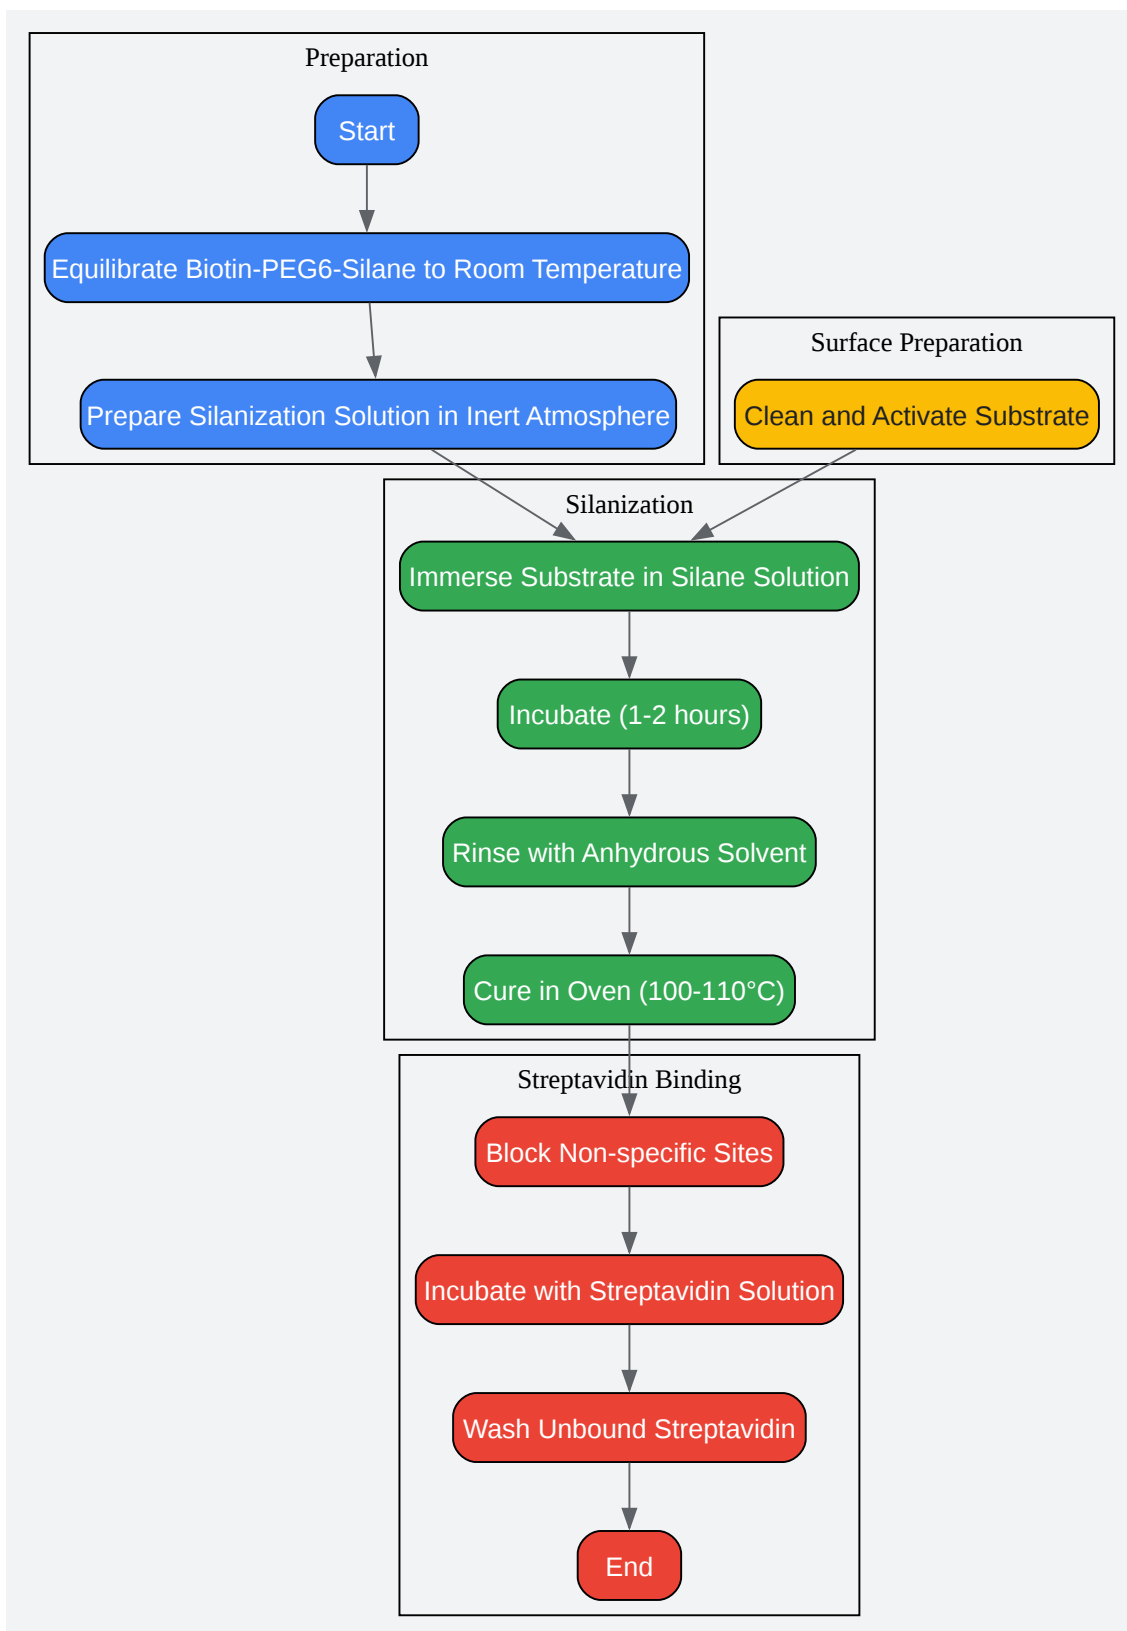 Preparation
Start
Equilibrate Biotin-PEG6-Silane to Room Temperature
Prepare Silanization Solution in Inert Atmosphere
Surface Preparation
Clean and Activate Substrate
Silanization
Immerse Substrate in Silane Solution
Incubate (1-2 hours)
Rinse with Anhydrous Solvent
Cure in Oven (100-110°C)
Streptavidin Binding
Block Non-specific Sites
Incubate with Streptavidin Solution
Wash Unbound Streptavidin
End